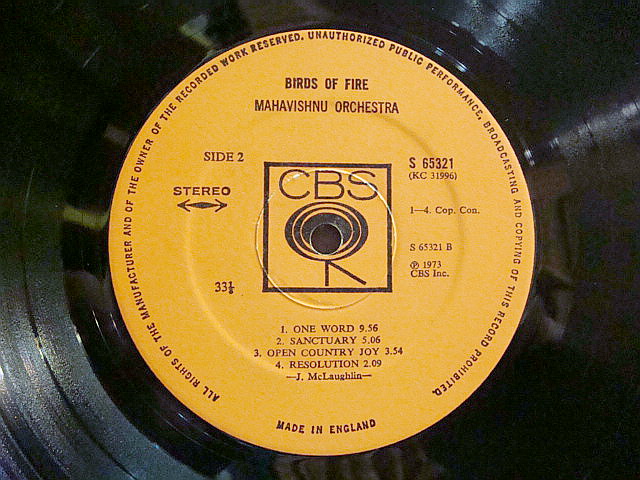 ALL RIGHTS OF THE MANUFACTURER AND OF THE OWNER OF THE RECORDED WORK RESERVED. UNAUTHORIZED PUBLIC PERFORMANCE, BROADCASTING AND COPYING OF THIS RECORD PROHIBITED.
BIRDS OF FIRE
MAHAVISHNU ORCHESTRA
SIDE 2
STEREO
33⅓
CBS
S 65321
(KC 31996)
1—4. Cop. Con.
S 65321 B
℗ 1973
CBS Inc.
1. ONE WORD 9.56
2. SANCTUARY 5.06
3. OPEN COUNTRY JOY 3.54
4. RESOLUTION 2.09
—J. McLaughlin—
MADE IN ENGLAND